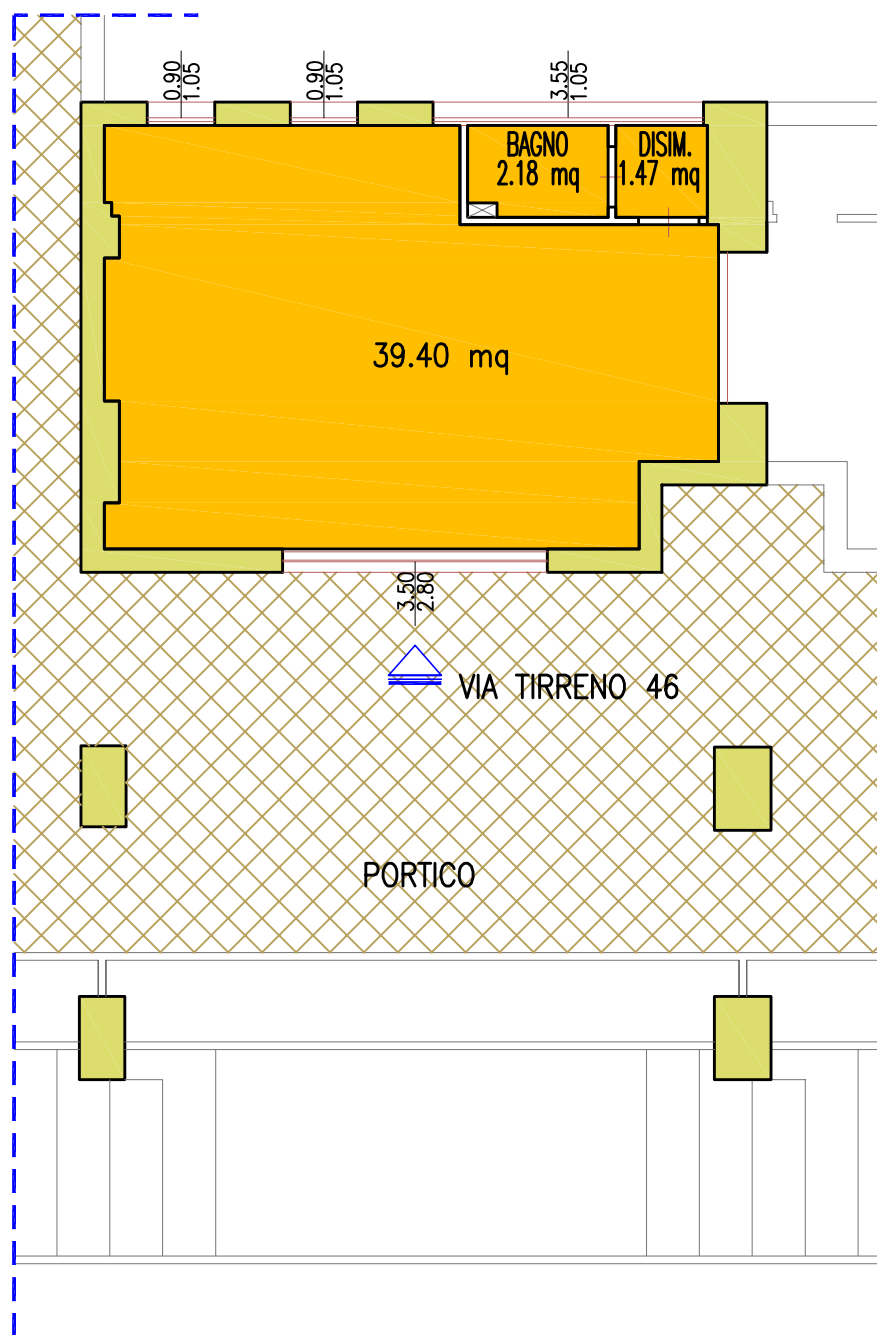 0.90
1.05
0.90
1.05
3.55
1.05
BAGNO
2.18 mq
DISIM.
1.47 mq
39.40 mq
3.50
2.80
VIA TIRRENO 46
PORTICO